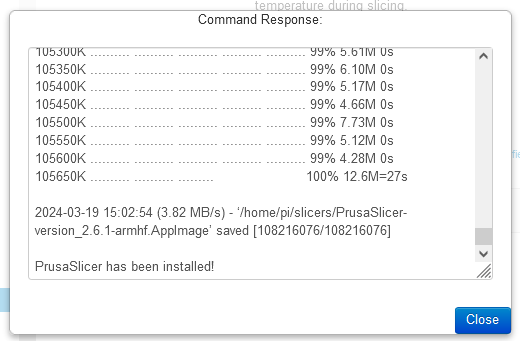 temperature during slicing.
Command Response:
105300K .......... .......... .......... .......... .......... 99% 5.61M 0s
105350K .......... .......... .......... .......... .......... 99% 6.10M 0s
105400K .......... .......... .......... .......... .......... 99% 5.17M 0s
105450K .......... .......... .......... .......... .......... 99% 4.66M 0s
105500K .......... .......... .......... .......... .......... 99% 7.73M 0s
105550K .......... .......... .......... .......... .......... 99% 5.12M 0s
105600K .......... .......... .......... .......... .......... 99% 4.28M 0s
105650K .......... .......... ......... 100% 12.6M=27s
2024-03-19 15:02:54 (3.82 MB/s) - ‘/home/pi/slicers/PrusaSlicer-
version_2.6.1-armhf.AppImage’ saved [108216076/108216076]
PrusaSlicer has been installed!
Close